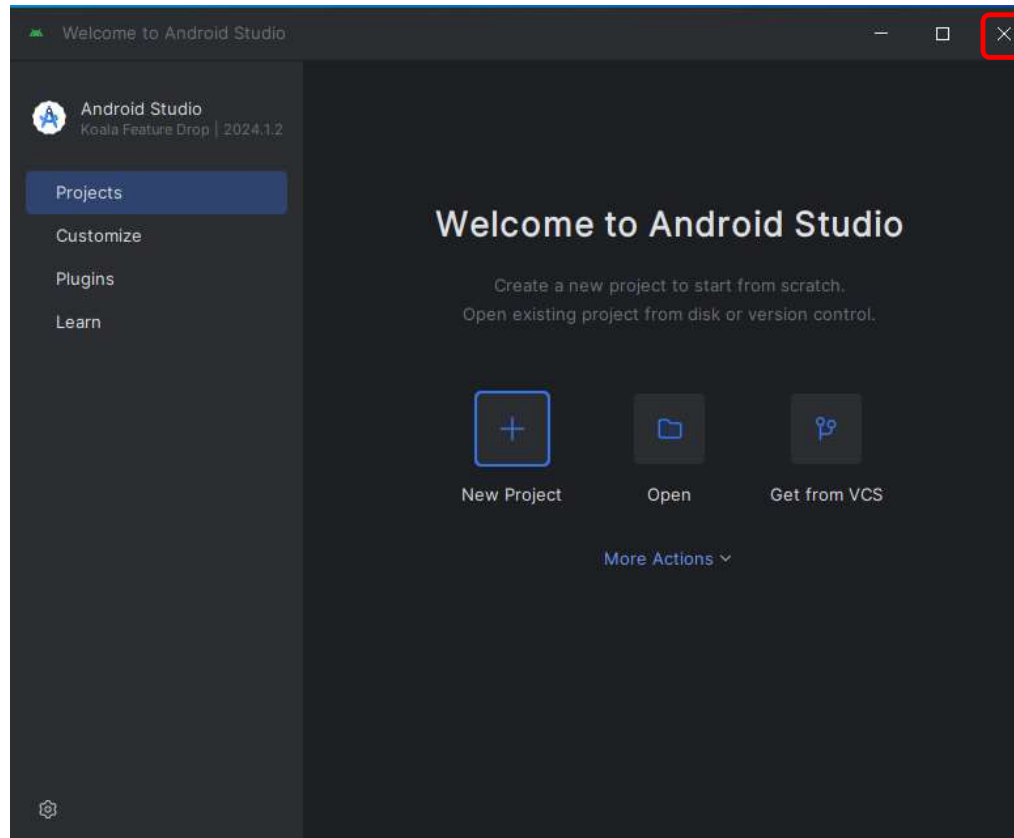 Welcome to Android Studio
Android Studio
Koala Feature Drop | 2024.1.2
Projects
Customize
Plugins
Learn
Welcome to Android Studio
Create a new project to start from scratch.
Open existing project from disk or version control.
New Project
Open
Get from VCS
More Actions